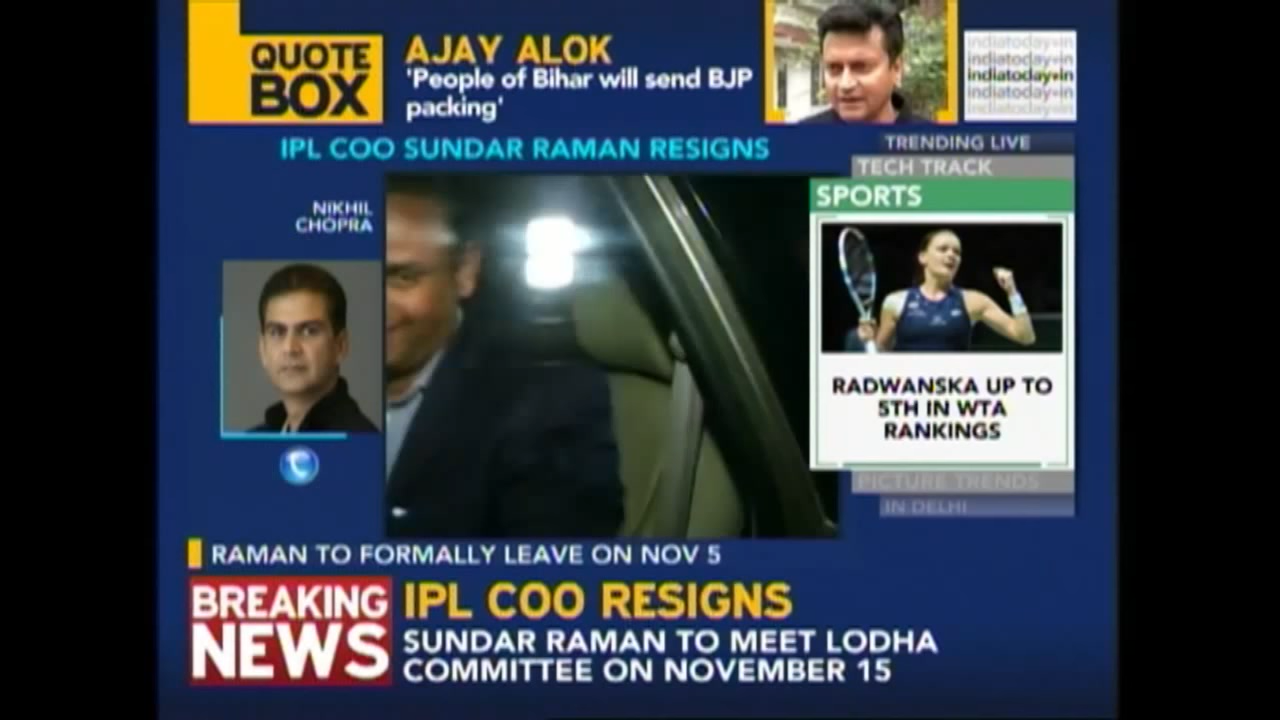 QUOTE
BOX
AJAY ALOK
'People of Bihar will send BJP
packing'
indiatoday•in
indiatoday•in
indiatoday•in
indiatoday•in
indiatoday•in
IPL COO SUNDAR RAMAN RESIGNS
TRENDING LIVE
TECH TRACK
SPORTS
NIKHIL
CHOPRA
RADWANSKA UP TO
5TH IN WTA
RANKINGS
PICTURE TRENDS
IN DELHI
RAMAN TO FORMALLY LEAVE ON NOV 5
BREAKING
NEWS
IPL COO RESIGNS
SUNDAR RAMAN TO MEET LODHA
COMMITTEE ON NOVEMBER 15